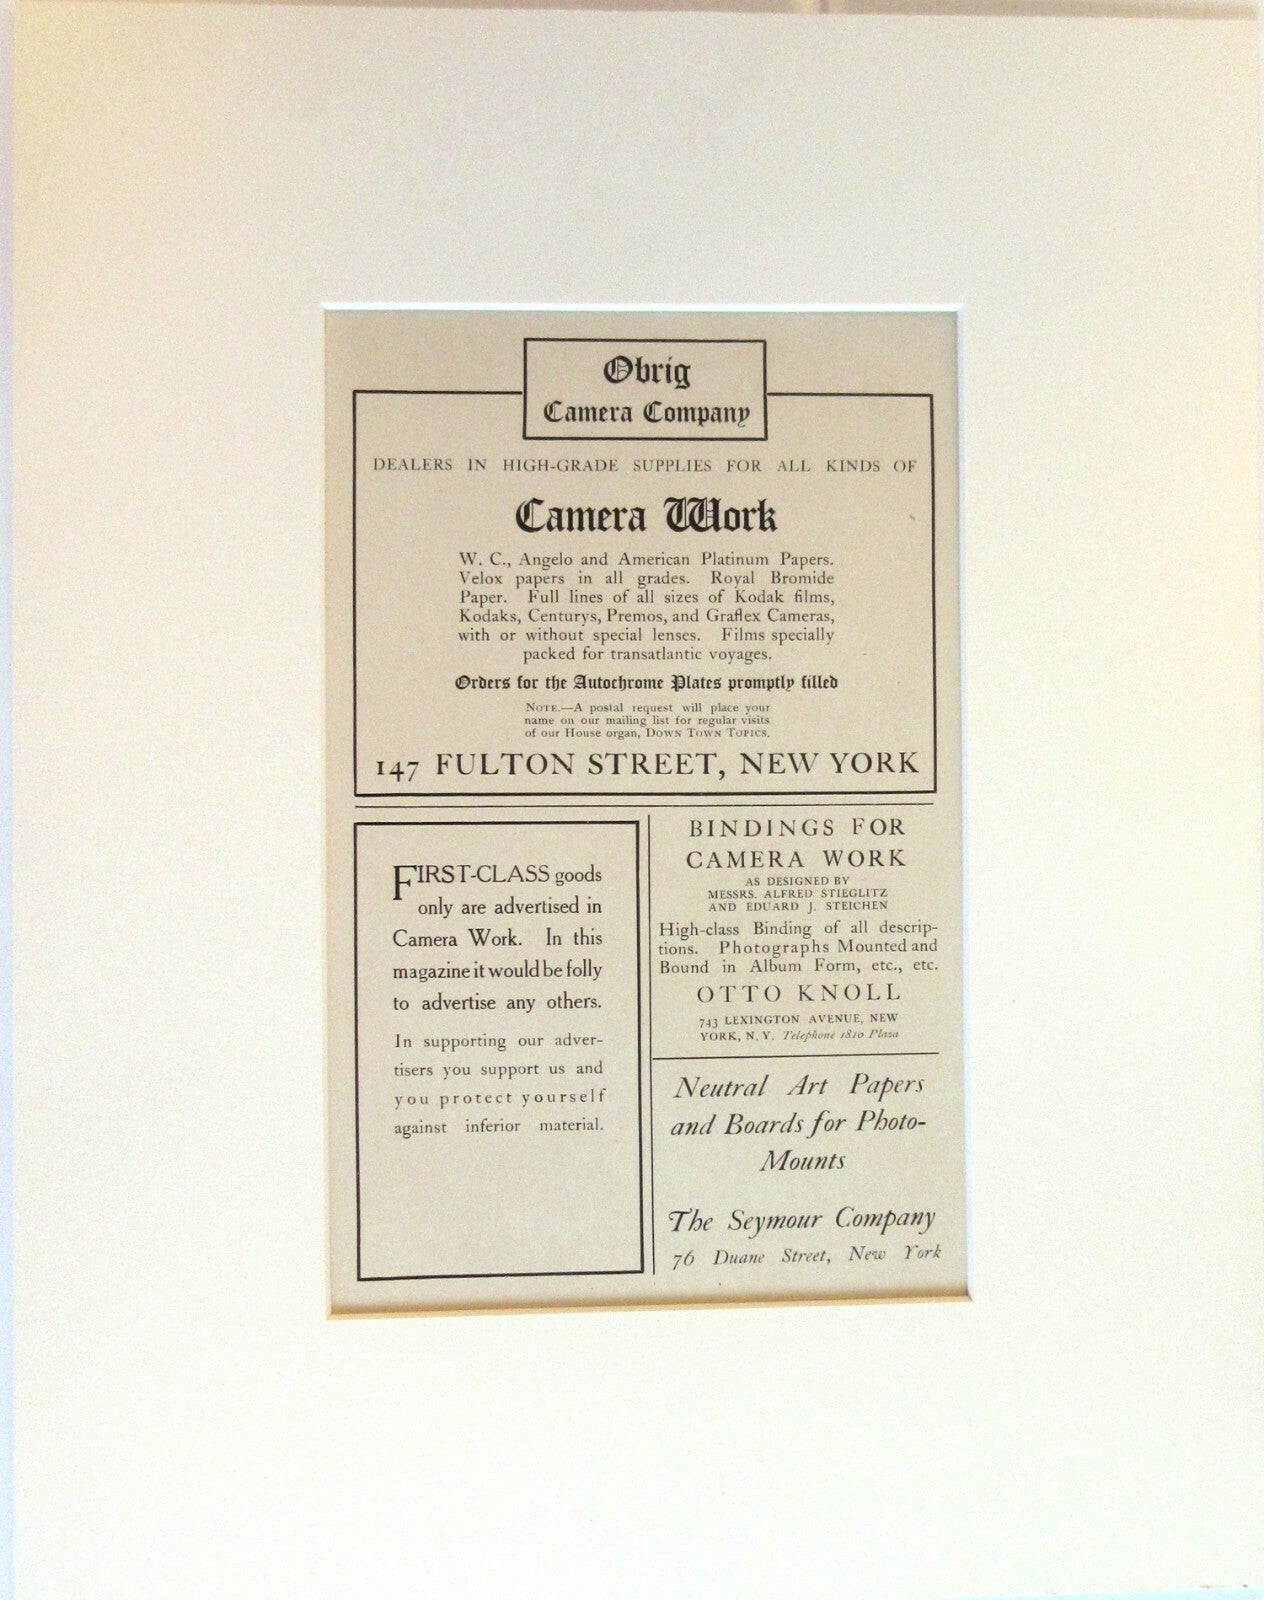 Obrig
Camera Company
DEALERS IN HIGH-GRADE SUPPLIES FOR ALL KINDS OF
Camera Work
W. C., Angelo and American Platinum Papers.
Velox papers in all grades. Royal Bromide
Paper. Full lines of all sizes of Kodak films,
Kodaks, Centurys, Premos, and Graflex Cameras,
with or without special lenses. Films specially
packed for transatlantic voyages.
Orders for the Autochrome Plates promptly filled
NOTE.—A postal request will place your
name on our mailing list for regular visits
of our House organ, DOWN TOWN TOPICS.
147 FULTON STREET, NEW YORK
FIRST-CLASS goods
only are advertised in
Camera Work. In this
magazine it would be folly
to advertise any others.
In supporting our adver-
tisers you support us and
you protect yourself
against inferior material.
BINDINGS FOR
CAMERA WORK
AS DESIGNED BY
MESSRS. ALFRED STIEGLITZ
AND EDUARD J. STEICHEN
High-class Binding of all descrip-
tions. Photographs Mounted and
Bound in Album Form, etc., etc.
OTTO KNOLL
743 LEXINGTON AVENUE, NEW
YORK, N. Y. Telephone 1810 Plaza
Neutral Art Papers
and Boards for Photo-
Mounts
The Seymour Company
76 Duane Street, New York